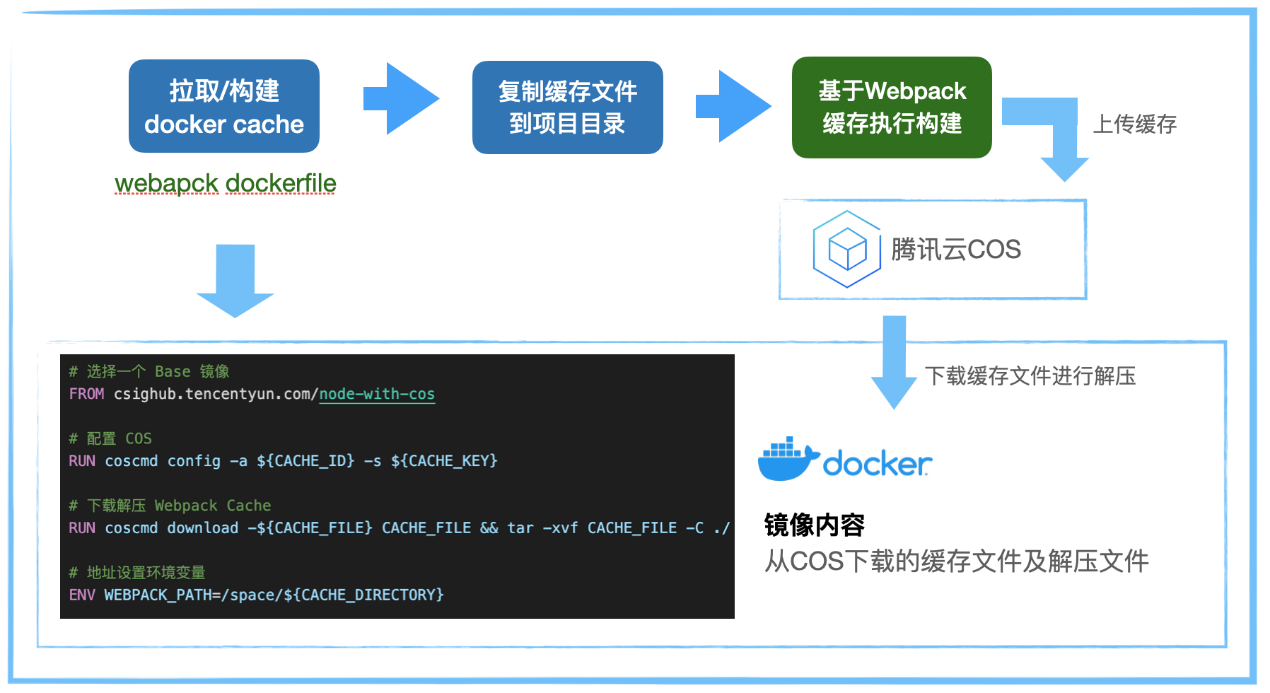 拉取/构建
docker cache
复制缓存文件
到项目目录
基于Webpack
缓存执行构建
上传缓存
webapck dockerfile
腾讯云COS
# 选择一个 Base 镜像
FROM csighub.tencentyun.com/node-with-cos
# 配置 COS
RUN coscmd config -a ${CACHE_ID} -s ${CACHE_KEY}
# 下载解压 Webpack Cache
RUN coscmd download -${CACHE_FILE} CACHE_FILE && tar -xvf CACHE_FILE -C ./
# 地址设置环境变量
ENV WEBPACK_PATH=/space/${CACHE_DIRECTORY}
下载缓存文件进行解压
docker
镜像内容
从COS下载的缓存文件及解压文件